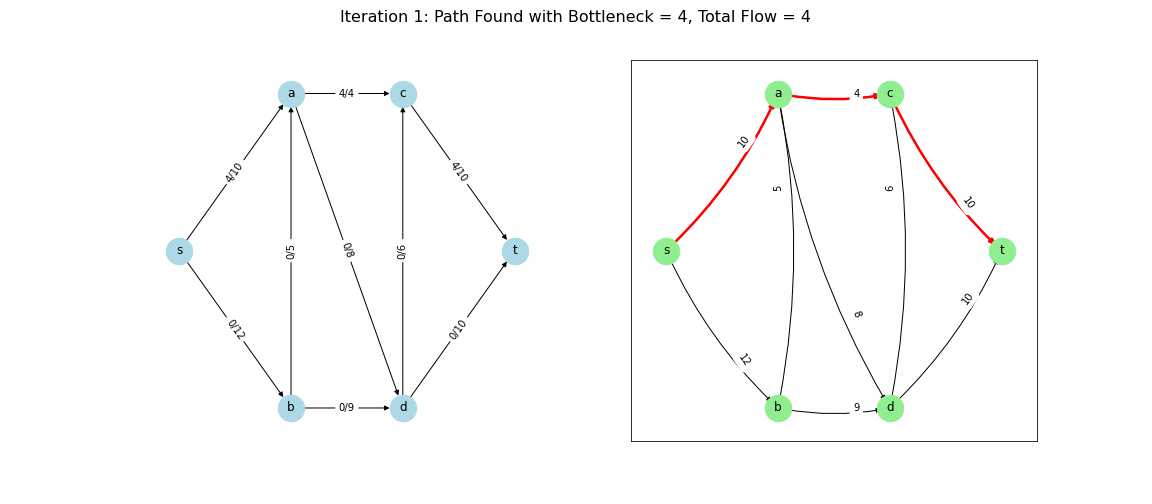 Iteration 1: Path Found with Bottleneck = 4, Total Flow = 4
a 4/4 c
4/10
4/10
s
0/5
0/8
0/6
t
0/12
0/10
b 0/9 d
a 4 c
10
5
6
10
s
t
8
10
12
b 9 d